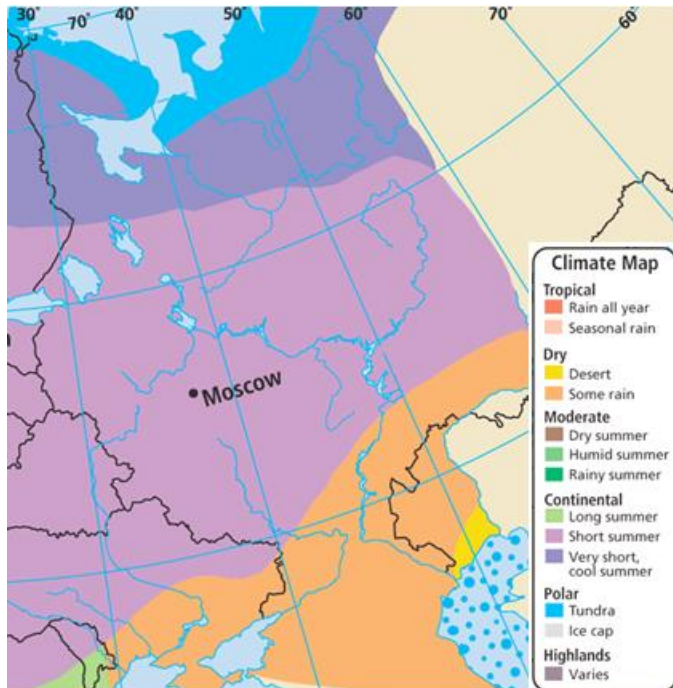 30° 70° 40° 50° 60° 70° 60°
Moscow
Climate Map
Tropical
Rain all year
Seasonal rain
Dry
Desert
Some rain
Moderate
Dry summer
Humid summer
Rainy summer
Continental
Long summer
Short summer
Very short,
cool summer
Polar
Tundra
Ice cap
Highlands
Varies